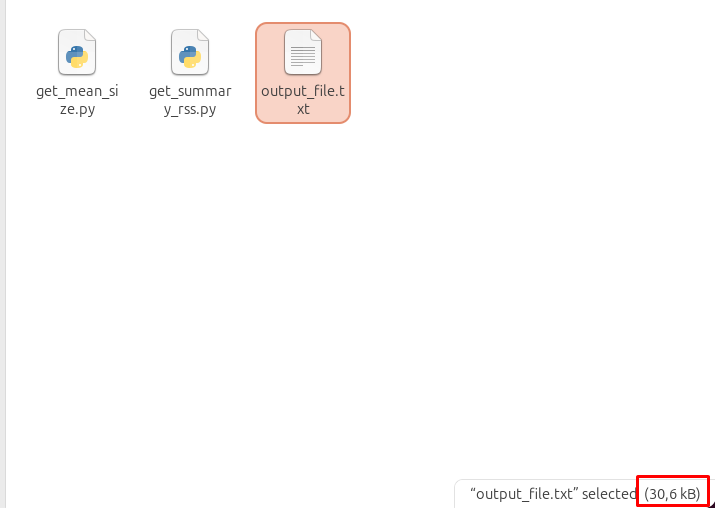 get_mean_si
ze.py
get_summar
y_rss.py
output_file.t
xt
“output_file.txt” selected (30,6 kB)